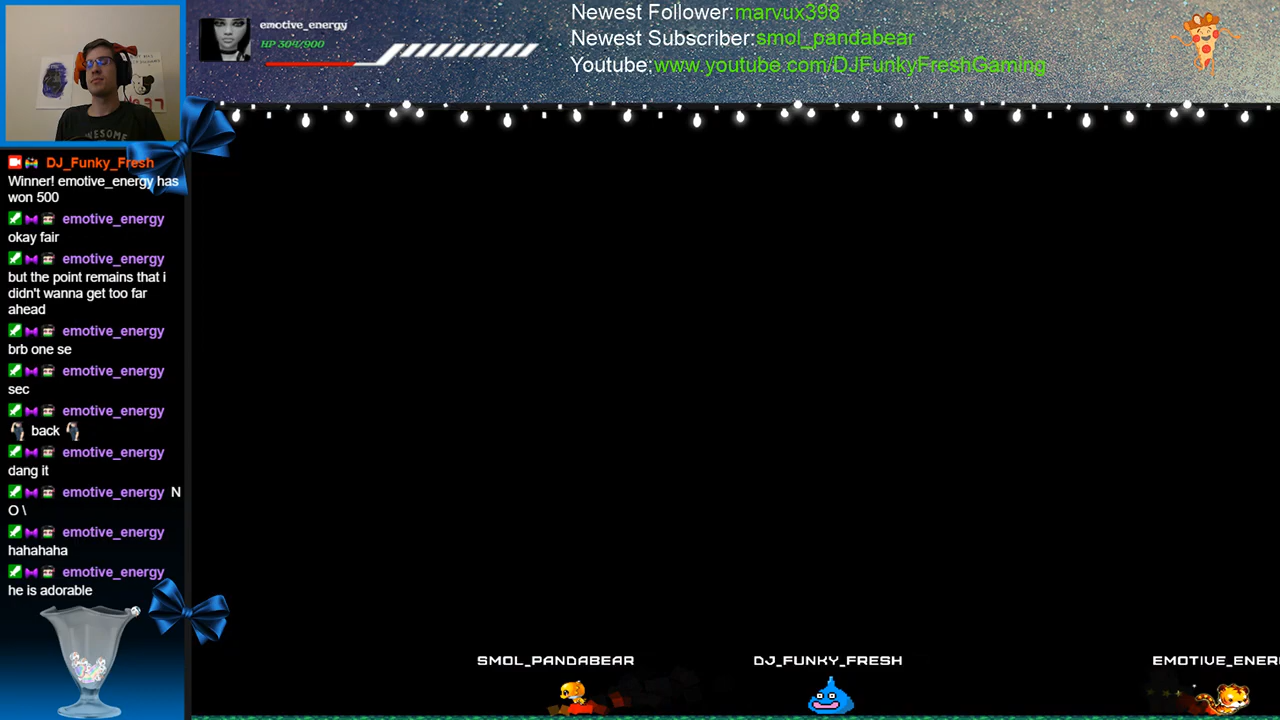 emotive_energy
HP 304/900
Newest Follower:marvux398
Newest Subscriber:smol_pandabear
Youtube;www.youtube.com/DJFunkyFreshGaming
AWESOME
DJ_Funky_Fresh
Winner! emotive_energy has
won 500
emotive_energy
okay fair
emotive_energy
but the point remains that i
didn't wanna get too far
ahead
emotive_energy
brb one se
emotive_energy
sec
emotive_energy
back
emotive_energy
dang it
emotive_energy N
O \
emotive_energy
hahahaha
emotive_energy
he is adorable
SMOL_PANDABEAR
DJ_FUNKY_FRESH
EMOTIVE_ENER